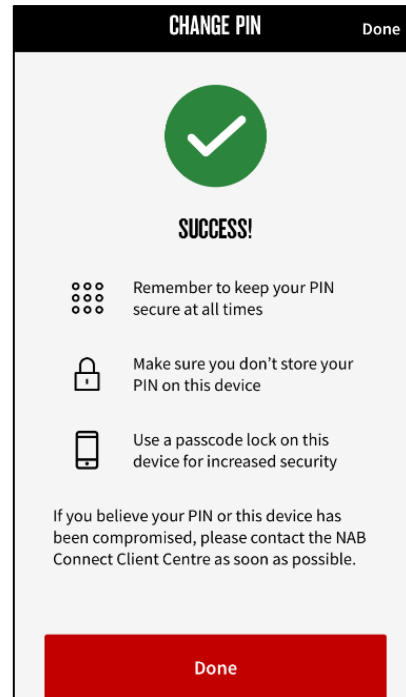 CHANGE PIN
Done
SUCCESS!
Remember to keep your PIN
secure at all times
Make sure you don’t store your
PIN on this device
Use a passcode lock on this
device for increased security
If you believe your PIN or this device has
been compromised, please contact the NAB
Connect Client Centre as soon as possible.
Done